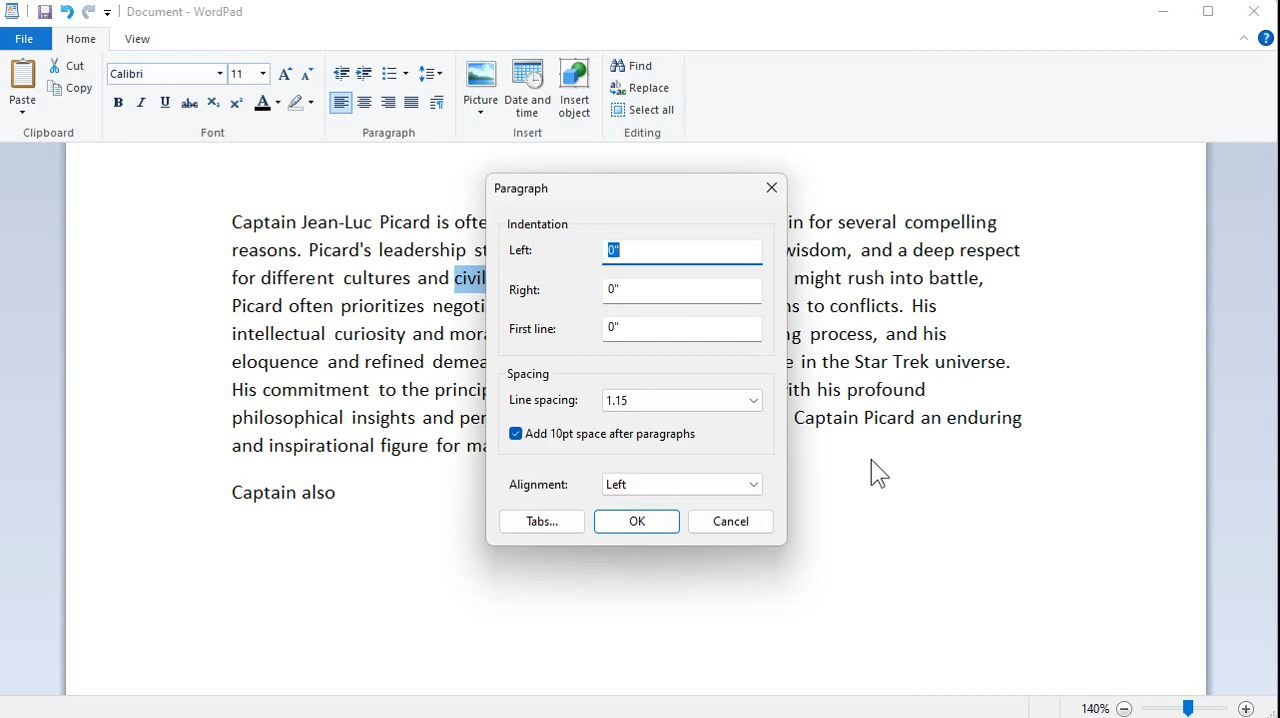 Document - WordPad
File Home View
Paste Cut Copy Clipboard
Calibri 11
B I U abc X₂ X² A
Font
Paragraph
Picture Date and time Insert object
Insert
Find
Replace
Select all
Editing
Captain Jean-Luc Picard is ofte in for several compelling
reasons. Picard's leadership st wisdom, and a deep respect
for different cultures and civil might rush into battle,
Picard often prioritizes negoti s to conflicts. His
intellectual curiosity and mora ng process, and his
eloquence and refined demea e in the Star Trek universe.
His commitment to the princip ith his profound
philosophical insights and per Captain Picard an enduring
and inspirational figure for ma
Captain also
Paragraph
Indentation
Left: 0"
Right: 0"
First line: 0"
Spacing
Line spacing: 1.15
Add 10pt space after paragraphs
Alignment: Left
Tabs... OK Cancel
140%